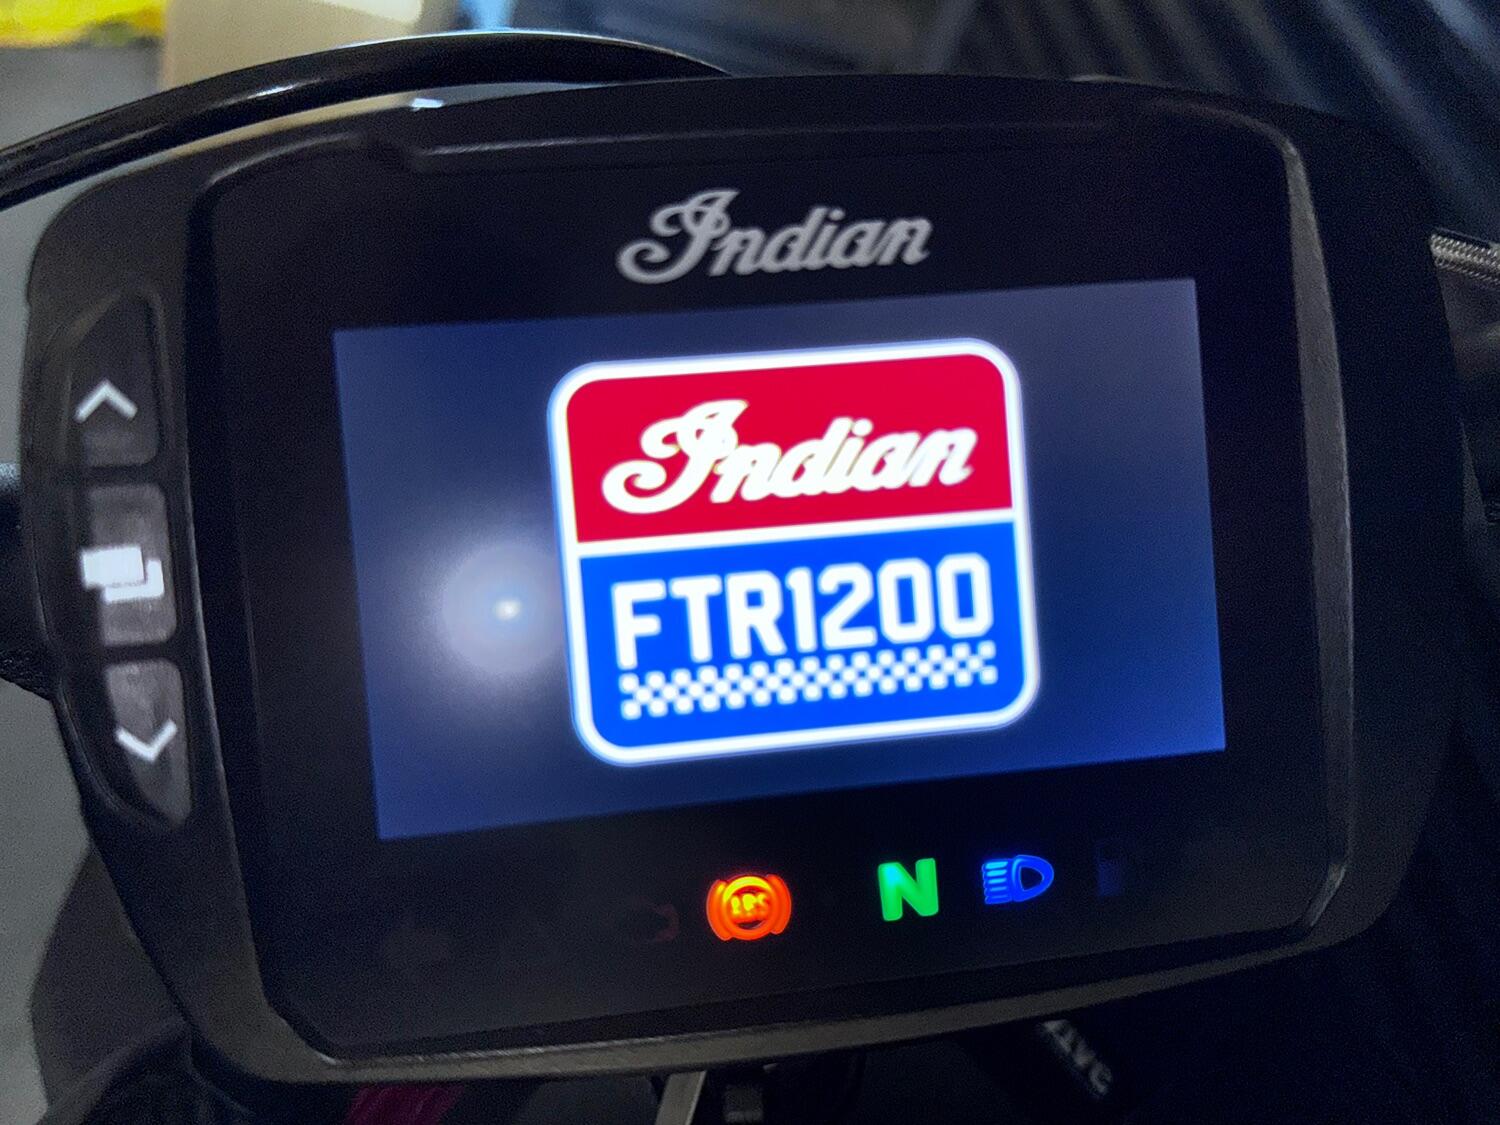 Indian
Indian
FTR1200
ABS
N